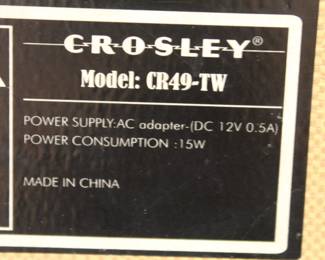 CROSLEY®
Model: CR49-TW
POWER SUPPLY:AC adapter-(DC 12V 0.5A)
POWER CONSUMPTION :15W
MADE IN CHINA